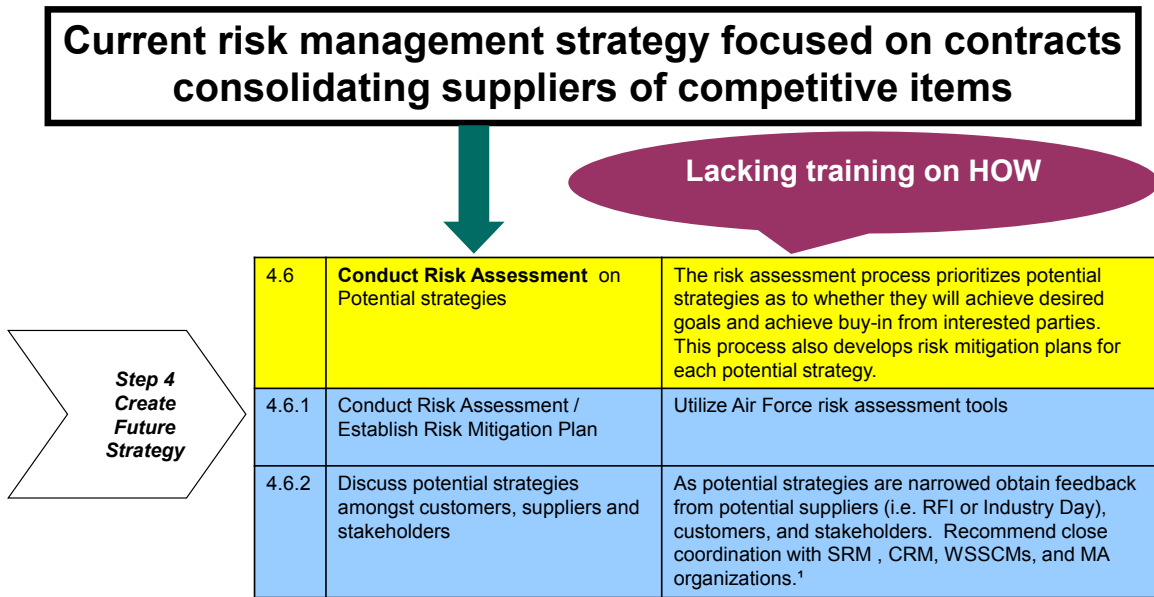 Current risk management strategy focused on contracts
consolidating suppliers of competitive items
Lacking training on HOW
Step 4
Create
Future
Strategy
4.6
Conduct Risk Assessment on
Potential strategies
The risk assessment process prioritizes potential
strategies as to whether they will achieve desired
goals and achieve buy-in from interested parties.
This process also develops risk mitigation plans for
each potential strategy.
4.6.1
Conduct Risk Assessment /
Establish Risk Mitigation Plan
Utilize Air Force risk assessment tools
4.6.2
Discuss potential strategies
amongst customers, suppliers and
stakeholders
As potential strategies are narrowed obtain feedback
from potential suppliers (i.e. RFI or Industry Day),
customers, and stakeholders. Recommend close
coordination with SRM , CRM, WSSCMs, and MA
organizations.¹